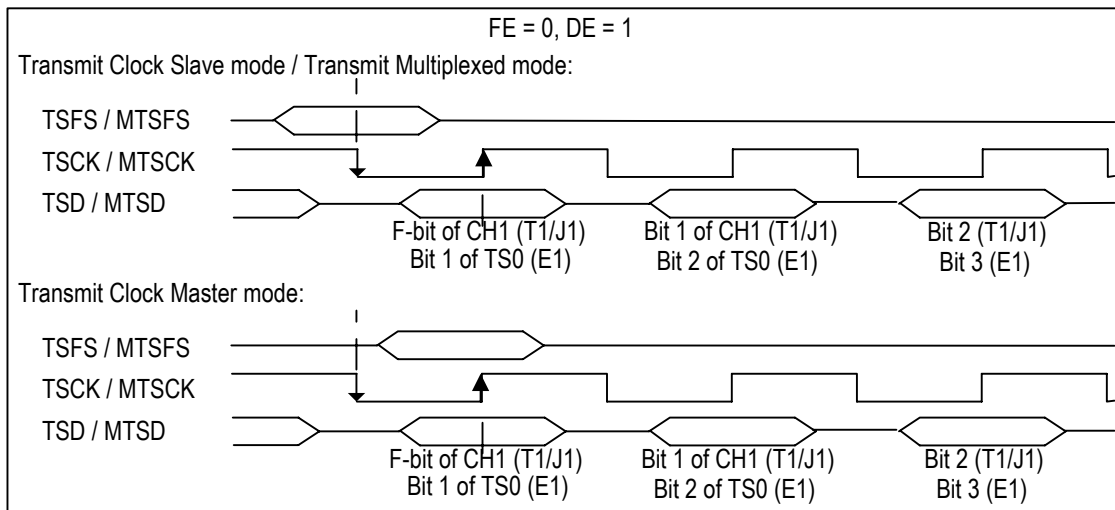 FE = 0, DE = 1
Transmit Clock Slave mode / Transmit Multiplexed mode:
TSFS / MTSFS
TSCK / MTSCK
TSD / MTSD
F-bit of CH1 (T1/J1)
Bit 1 of TS0 (E1)
Bit 1 of CH1 (T1/J1)
Bit 2 of TS0 (E1)
Bit 2 (T1/J1)
Bit 3 (E1)
Transmit Clock Master mode:
TSFS / MTSFS
TSCK / MTSCK
TSD / MTSD
F-bit of CH1 (T1/J1)
Bit 1 of TS0 (E1)
Bit 1 of CH1 (T1/J1)
Bit 2 of TS0 (E1)
Bit 2 (T1/J1)
Bit 3 (E1)